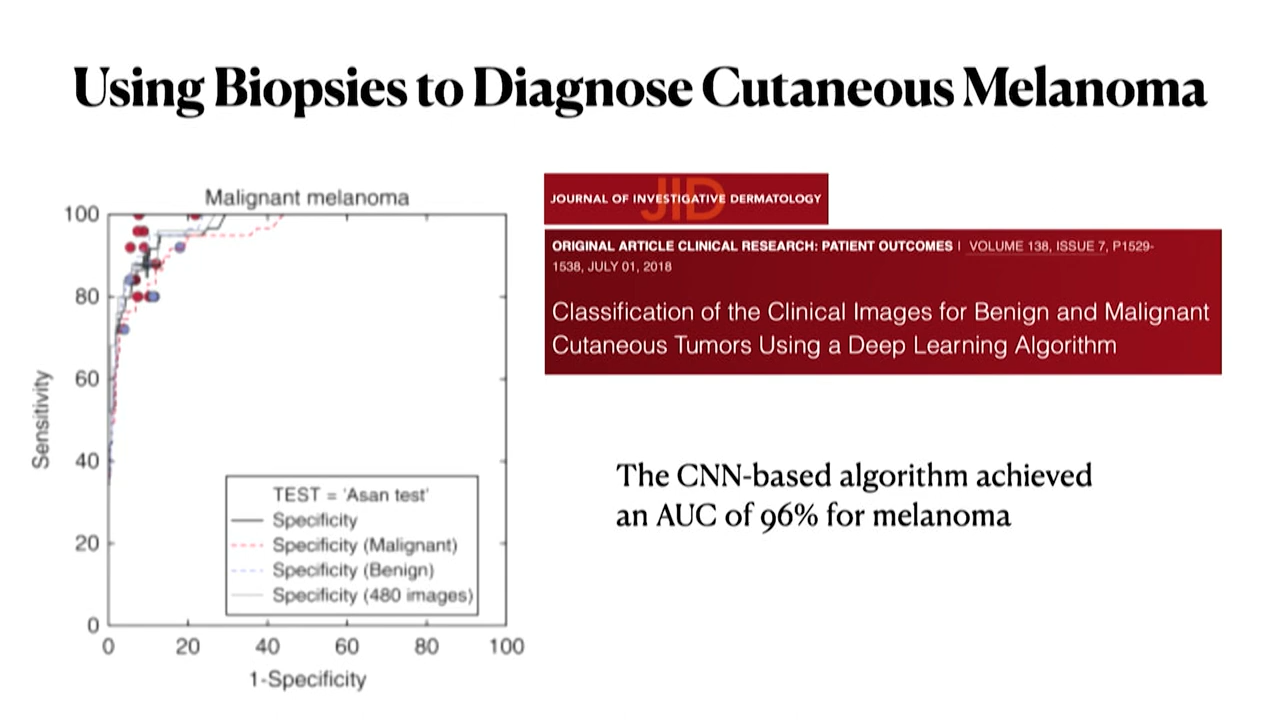 Using Biopsies to Diagnose Cutaneous Melanoma
Malignant melanoma
100
80
60
40
20
0
Sensitivity
TEST = 'Asan test'
Specificity
Specificity (Malignant)
Specificity (Benign)
Specificity (480 images)
0 20 40 60 80 100
1-Specificity
JID
JOURNAL OF INVESTIGATIVE DERMATOLOGY
ORIGINAL ARTICLE CLINICAL RESEARCH: PATIENT OUTCOMES | VOLUME 138, ISSUE 7, P1529-
1538, JULY 01, 2018
Classification of the Clinical Images for Benign and Malignant
Cutaneous Tumors Using a Deep Learning Algorithm
The CNN-based algorithm achieved
an AUC of 96% for melanoma